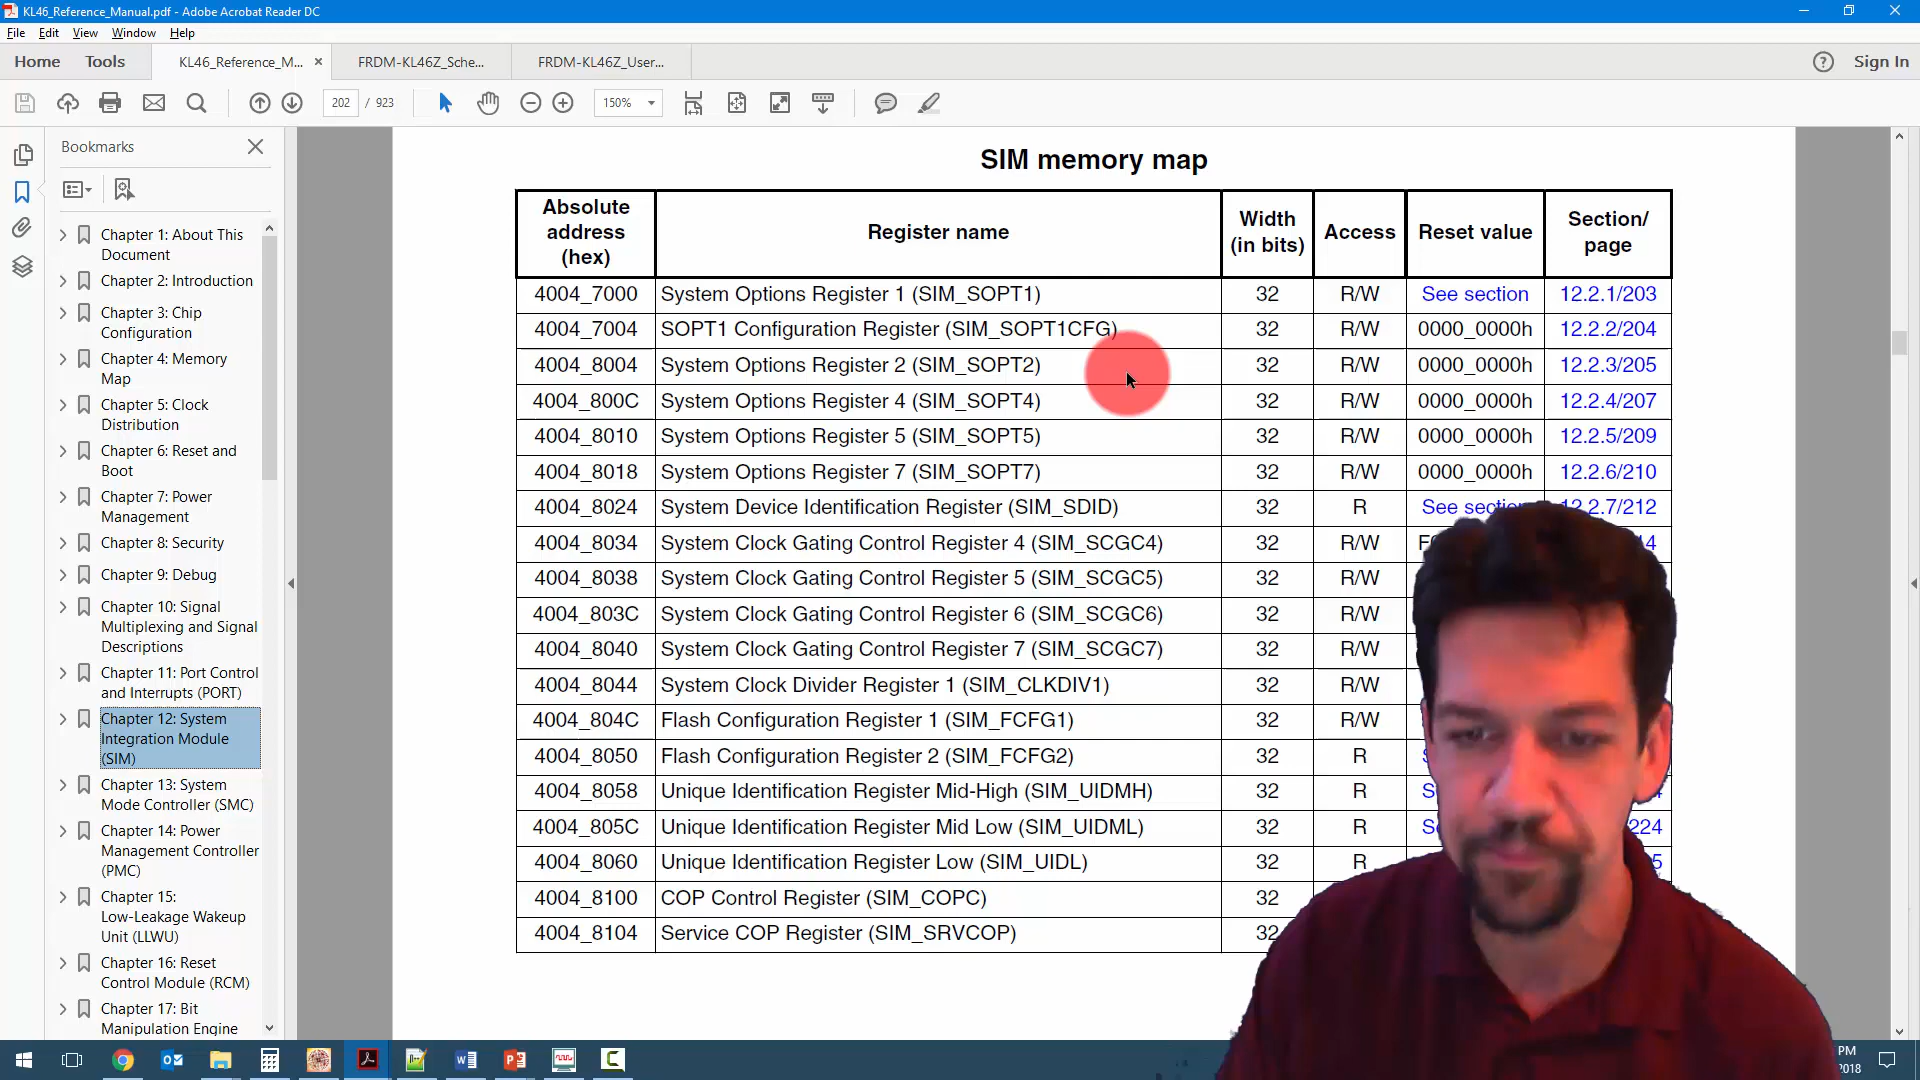 KL46_Reference_Manual.pdf - Adobe Acrobat Reader DC
File Edit View Window Help
Home Tools KL46_Reference_M... × FRDM-KL46Z_Sche... FRDM-KL46Z_User... Sign In
202 / 923 150%
Bookmarks
Chapter 1: About This
Document
Chapter 2: Introduction
Chapter 3: Chip
Configuration
Chapter 4: Memory
Map
Chapter 5: Clock
Distribution
Chapter 6: Reset and
Boot
Chapter 7: Power
Management
Chapter 8: Security
Chapter 9: Debug
Chapter 10: Signal
Multiplexing and Signal
Descriptions
Chapter 11: Port Control
and Interrupts (PORT)
Chapter 12: System
Integration Module
(SIM)
Chapter 13: System
Mode Controller (SMC)
Chapter 14: Power
Management Controller
(PMC)
Chapter 15:
Low-Leakage Wakeup
Unit (LLWU)
Chapter 16: Reset
Control Module (RCM)
Chapter 17: Bit
Manipulation Engine
SIM memory map
Absolute address (hex) Register name Width (in bits) Access Reset value Section/ page
4004_7000 System Options Register 1 (SIM_SOPT1) 32 R/W See section 12.2.1/203
4004_7004 SOPT1 Configuration Register (SIM_SOPT1CFG) 32 R/W 0000_0000h 12.2.2/204
4004_8004 System Options Register 2 (SIM_SOPT2) 32 R/W 0000_0000h 12.2.3/205
4004_800C System Options Register 4 (SIM_SOPT4) 32 R/W 0000_0000h 12.2.4/207
4004_8010 System Options Register 5 (SIM_SOPT5) 32 R/W 0000_0000h 12.2.5/209
4004_8018 System Options Register 7 (SIM_SOPT7) 32 R/W 0000_0000h 12.2.6/210
4004_8024 System Device Identification Register (SIM_SDID) 32 R See 12.2.7/212
4004_8034 System Clock Gating Control Register 4 (SIM_SCGC4) 32 R/W
4004_8038 System Clock Gating Control Register 5 (SIM_SCGC5) 32 R/W
4004_803C System Clock Gating Control Register 6 (SIM_SCGC6) 32 R/W
4004_8040 System Clock Gating Control Register 7 (SIM_SCGC7) 32 R/W
4004_8044 System Clock Divider Register 1 (SIM_CLKDIV1) 32 R/W
4004_804C Flash Configuration Register 1 (SIM_FCFG1) 32 R/W
4004_8050 Flash Configuration Register 2 (SIM_FCFG2) 32 R
4004_8058 Unique Identification Register Mid-High (SIM_UIDMH) 32 R
4004_805C Unique Identification Register Mid Low (SIM_UIDML) 32 R 224
4004_8060 Unique Identification Register Low (SIM_UIDL) 32 R
4004_8100 COP Control Register (SIM_COPC) 32
4004_8104 Service COP Register (SIM_SRVCOP) 32
PM
2018